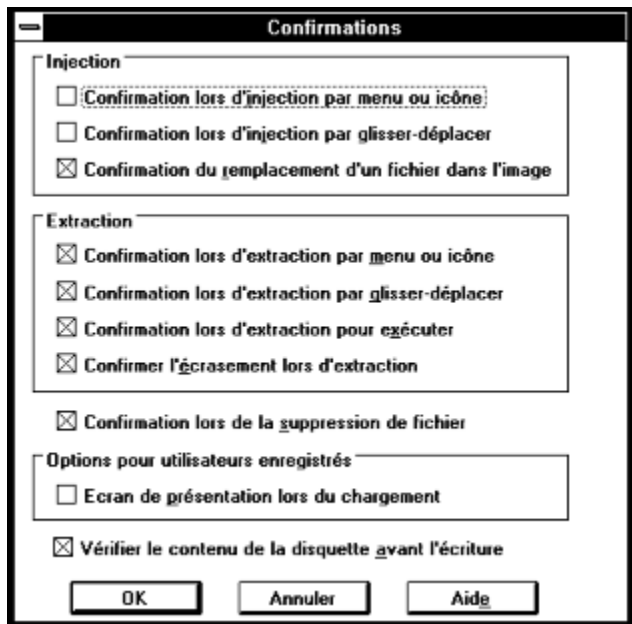 Confirmations
Injection
Confirmation lors d'injection par menu ou icône
Confirmation lors d'injection par glisser-déplacer
Confirmation du remplacement d'un fichier dans l'image
Extraction
Confirmation lors d'extraction par menu ou icône
Confirmation lors d'extraction par glisser-déplacer
Confirmation lors d'extraction pour exécuter
Confirmer l'écrasement lors d'extraction
Confirmation lors de la suppression de fichier
Options pour utilisateurs enregistrés
Ecran de présentation lors du chargement
Vérifier le contenu de la disquette avant l'écriture
OK Annuler Aide